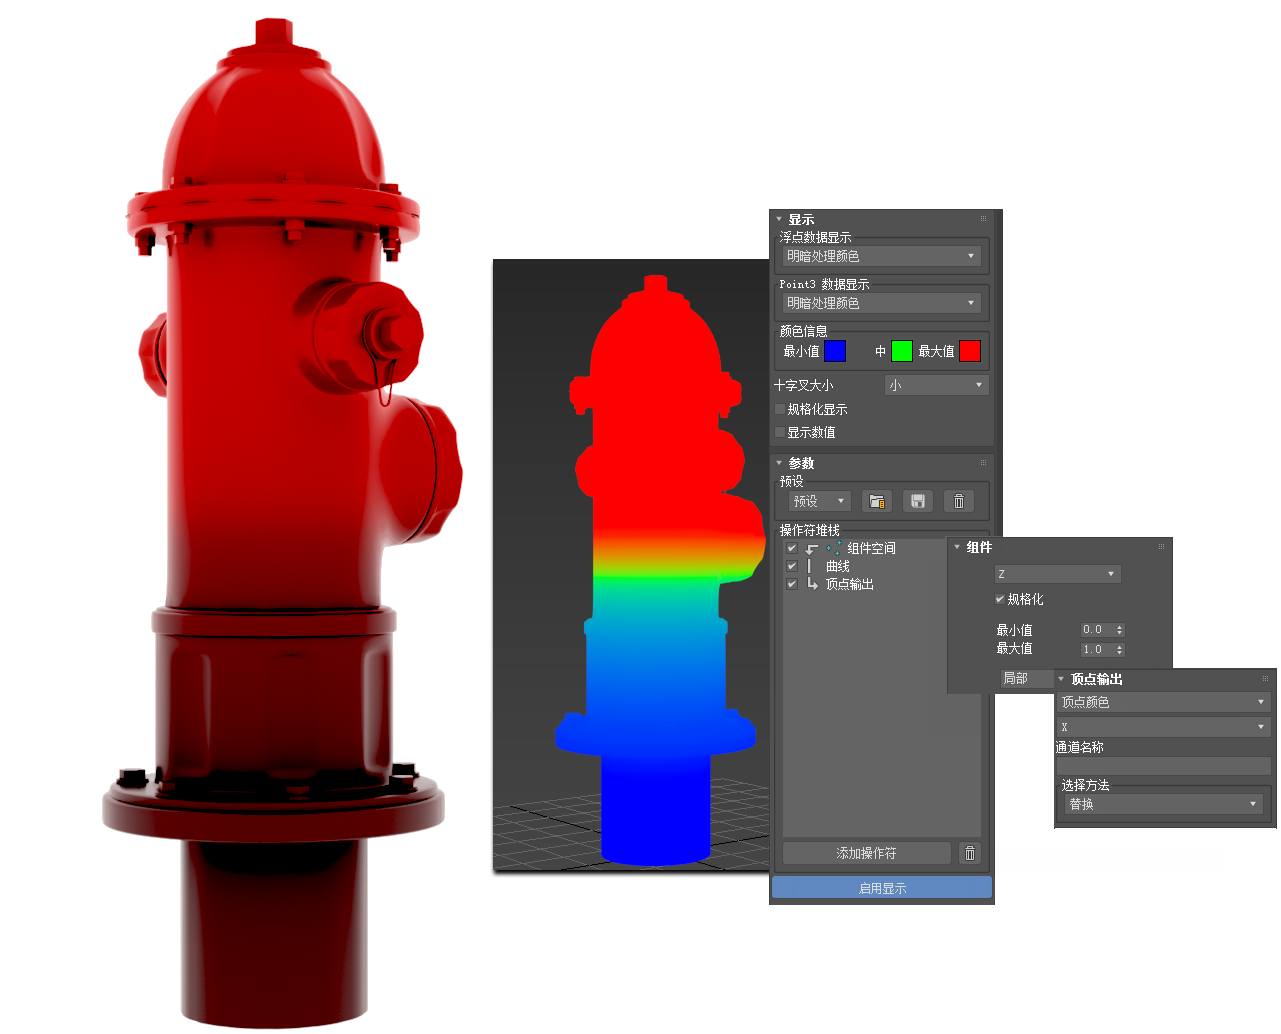 显示
浮点数据显示
明暗处理颜色
Point3 数据显示
明暗处理颜色
颜色信息
最小值 中 最大值
十字叉大小 小
规格化显示
显示数值
参数
预设
预设
操作符堆栈
组件空间
曲线
顶点输出
添加操作符
启用显示
组件
Z
规格化
最小值 0.0
最大值 1.0
局部
顶点输出
顶点颜色
X
通道名称
选择方法
替换